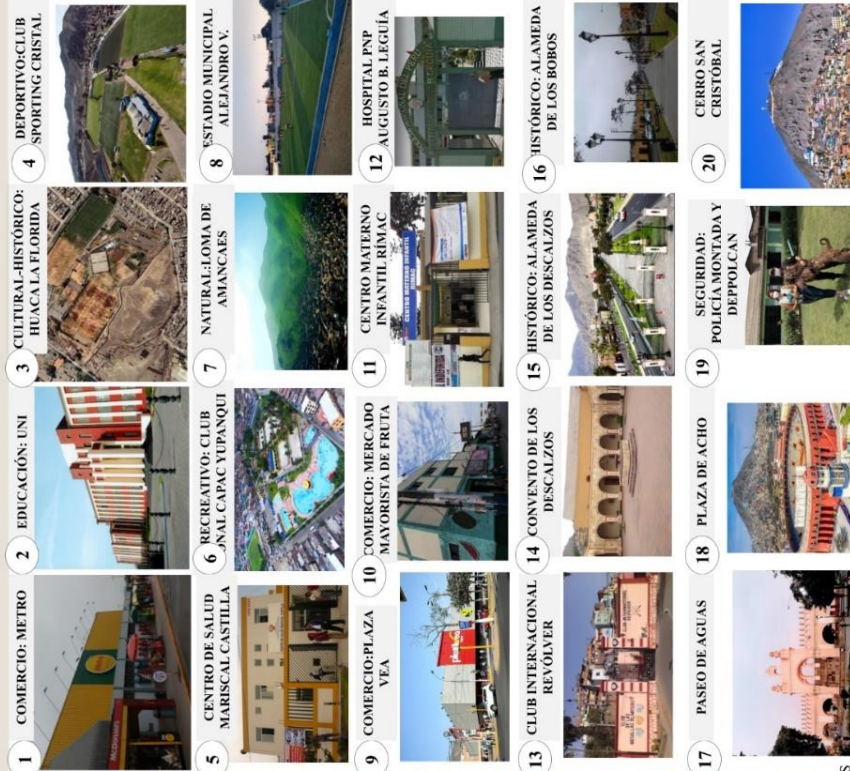 1
COMERCIO: METRO
2
EDUCACIÓN: UNI
3
CULTURAL-HISTÓRICO:
HUACA LA FLORIDA
4
DEPORTIVO:CLUB
SPORTING CRISTAL
5
CENTRO DE SALUD
MARISCAL CASTILLA
6
RECREATIVO: CLUB
CAPAC YUPANQUI
7
NATURAL:LOMA DE
AMANCAES
8
ESTADIO MUNICIPAL
ALEJANDRO V.
9
COMERCIO:PLAZA
VEA
10
COMERCIO: MERCADO
MAYORISTA DE FRUTA
11
CENTRO MATERNO
INFANTIL RÍMAC
CENTRO MATERNO INFANTIL
RIMAC
12
HOSPITAL PNP
AUGUSTO B. LEGUÍA
13
CLUB INTERNACIONAL
REVÓLVER
14
CONVENTO DE LOS
DESCALZOS
15
HISTÓRICO: ALAMEDA
DE LOS DESCALZOS
16
HISTÓRICO: ALAMEDA
DE LOS BOBOS
17
PASEO DE AGUAS
18
PLAZA DE ACHO
19
SEGURIDAD:
POLICÍA MONTADA Y
DEPPOLCAN
20
CERRO SAN
CRISTÓBAL